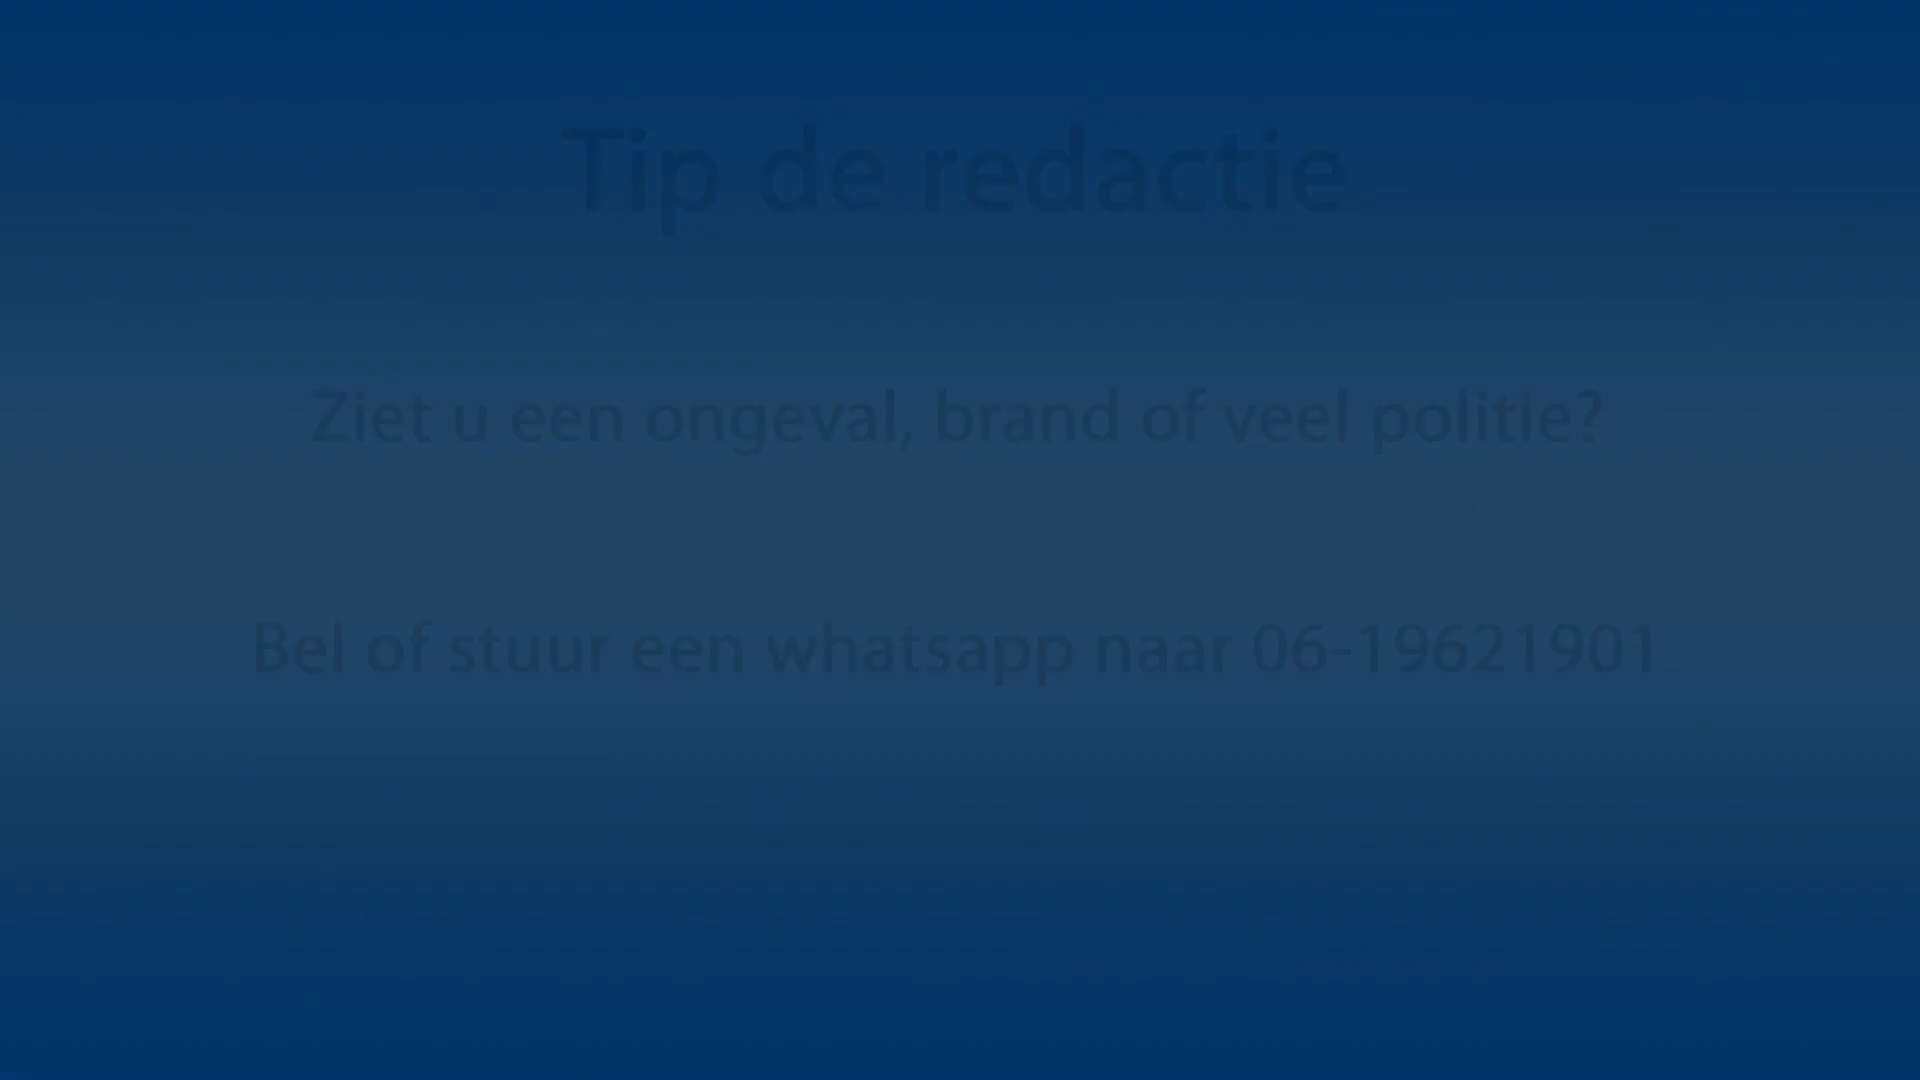 Tip de redactie
Ziet u een ongeval, brand of veel politie?
Bel of stuur een whatsapp naar 06-19621901